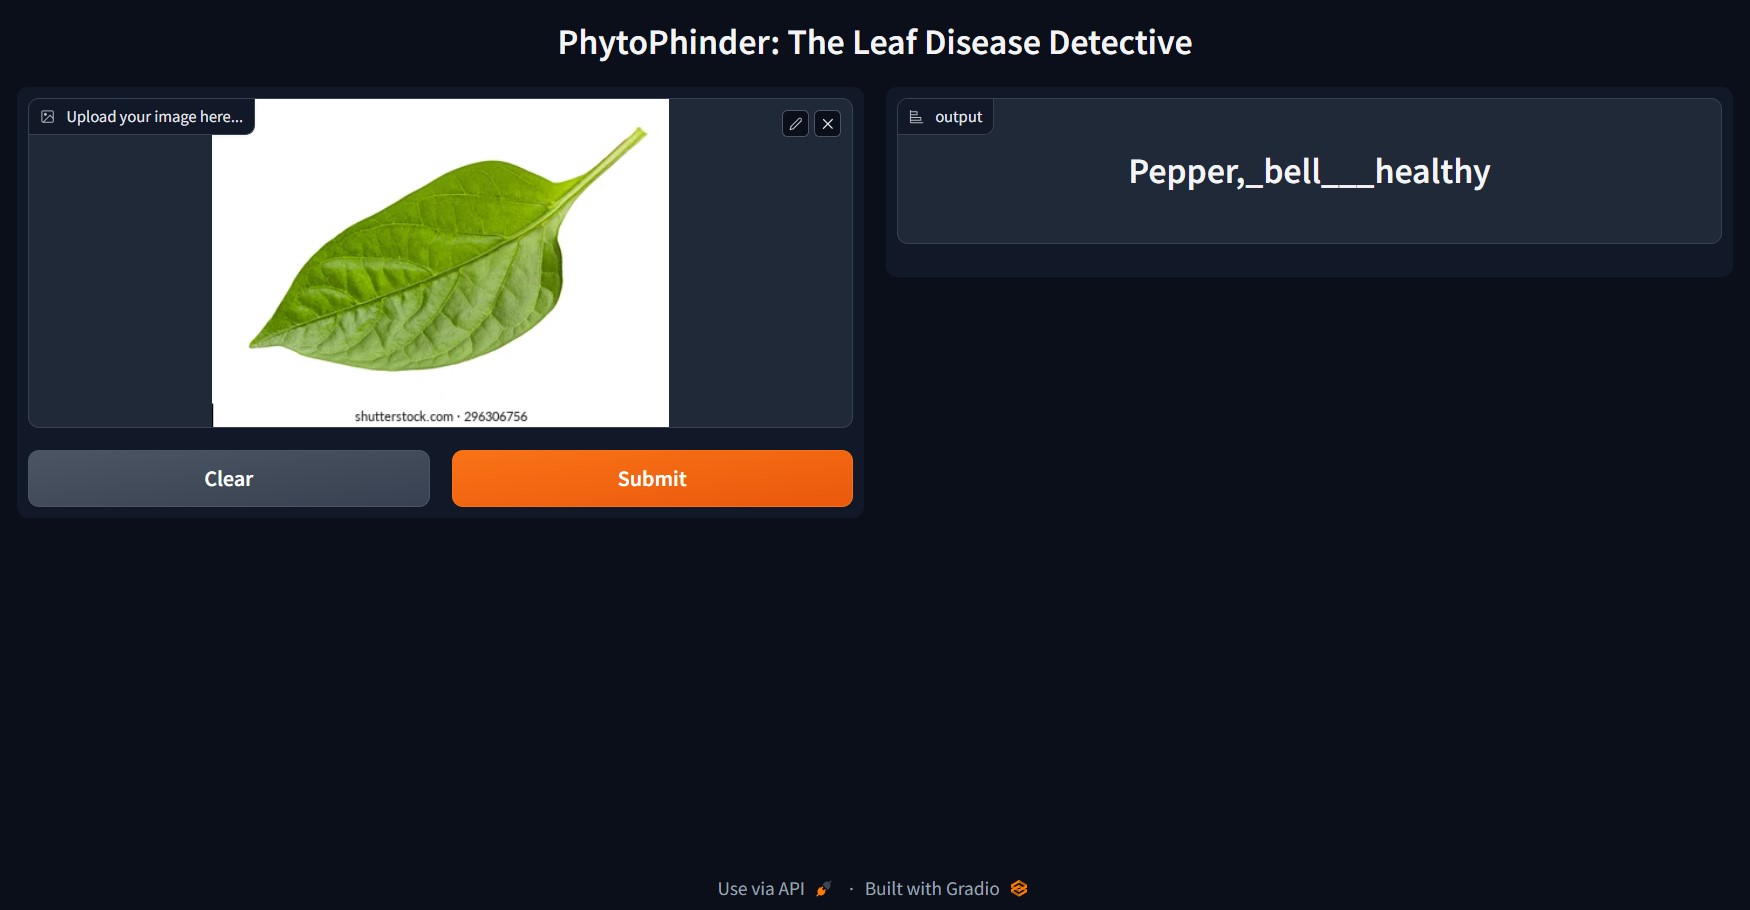 PhytoPhinder: The Leaf Disease Detective
Upload your image here...
shutterstock.com · 296306756
Clear
Submit
output
Pepper,_bell___healthy
Use via API · Built with Gradio